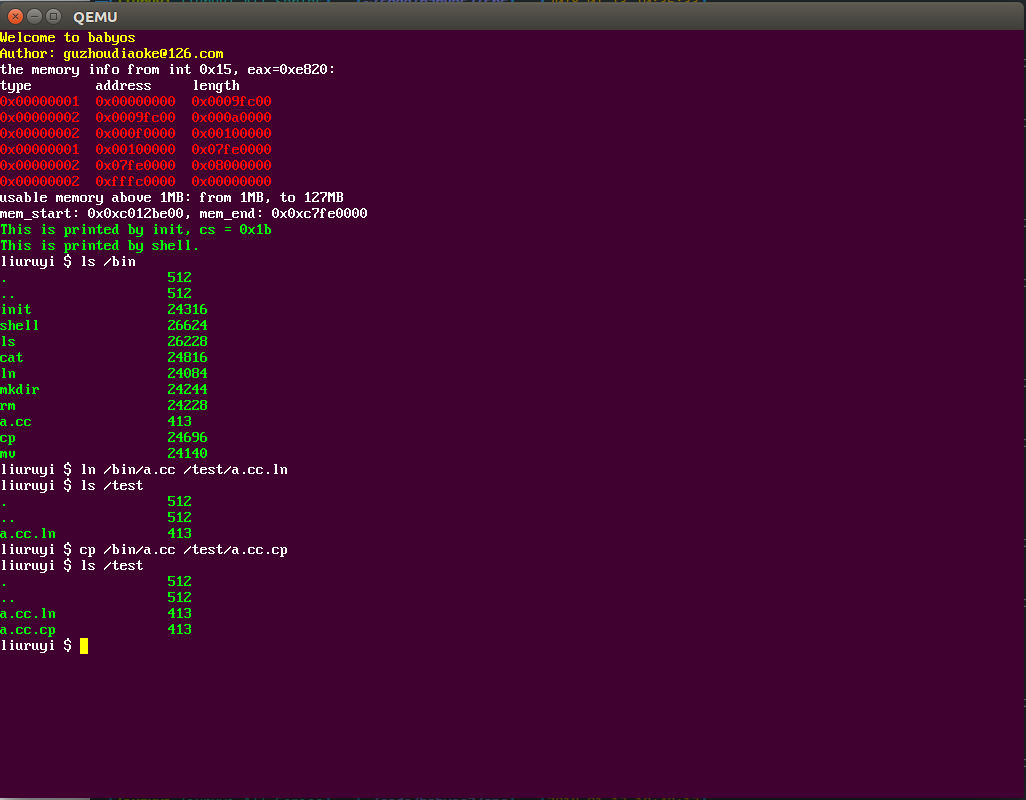 QEMU
Welcome to babyos
Author: guzhoudiaoke@126.com
the memory info from int 0x15, eax=0xe820:
type address length
0x00000001 0x00000000 0x0009fc00
0x00000002 0x0009fc00 0x000a0000
0x00000002 0x000f0000 0x00100000
0x00000001 0x00100000 0x07fe0000
0x00000002 0x07fe0000 0x08000000
0x00000002 0xfffc0000 0x00000000
usable memory above 1MB: from 1MB, to 127MB
mem_start: 0x0xc012be00, mem_end: 0x0xc7fe0000
This is printed by init, cs = 0x1b
This is printed by shell.
liuruyi $ ls /bin
. 512
.. 512
init 24316
shell 26624
ls 26228
cat 24816
ln 24084
mkdir 24244
rm 24228
a.cc 413
cp 24696
mv 24140
liuruyi $ ln /bin/a.cc /test/a.cc.ln
liuruyi $ ls /test
. 512
.. 512
a.cc.ln 413
liuruyi $ cp /bin/a.cc /test/a.cc.cp
liuruyi $ ls /test
. 512
.. 512
a.cc.ln 413
a.cc.cp 413
liuruyi $